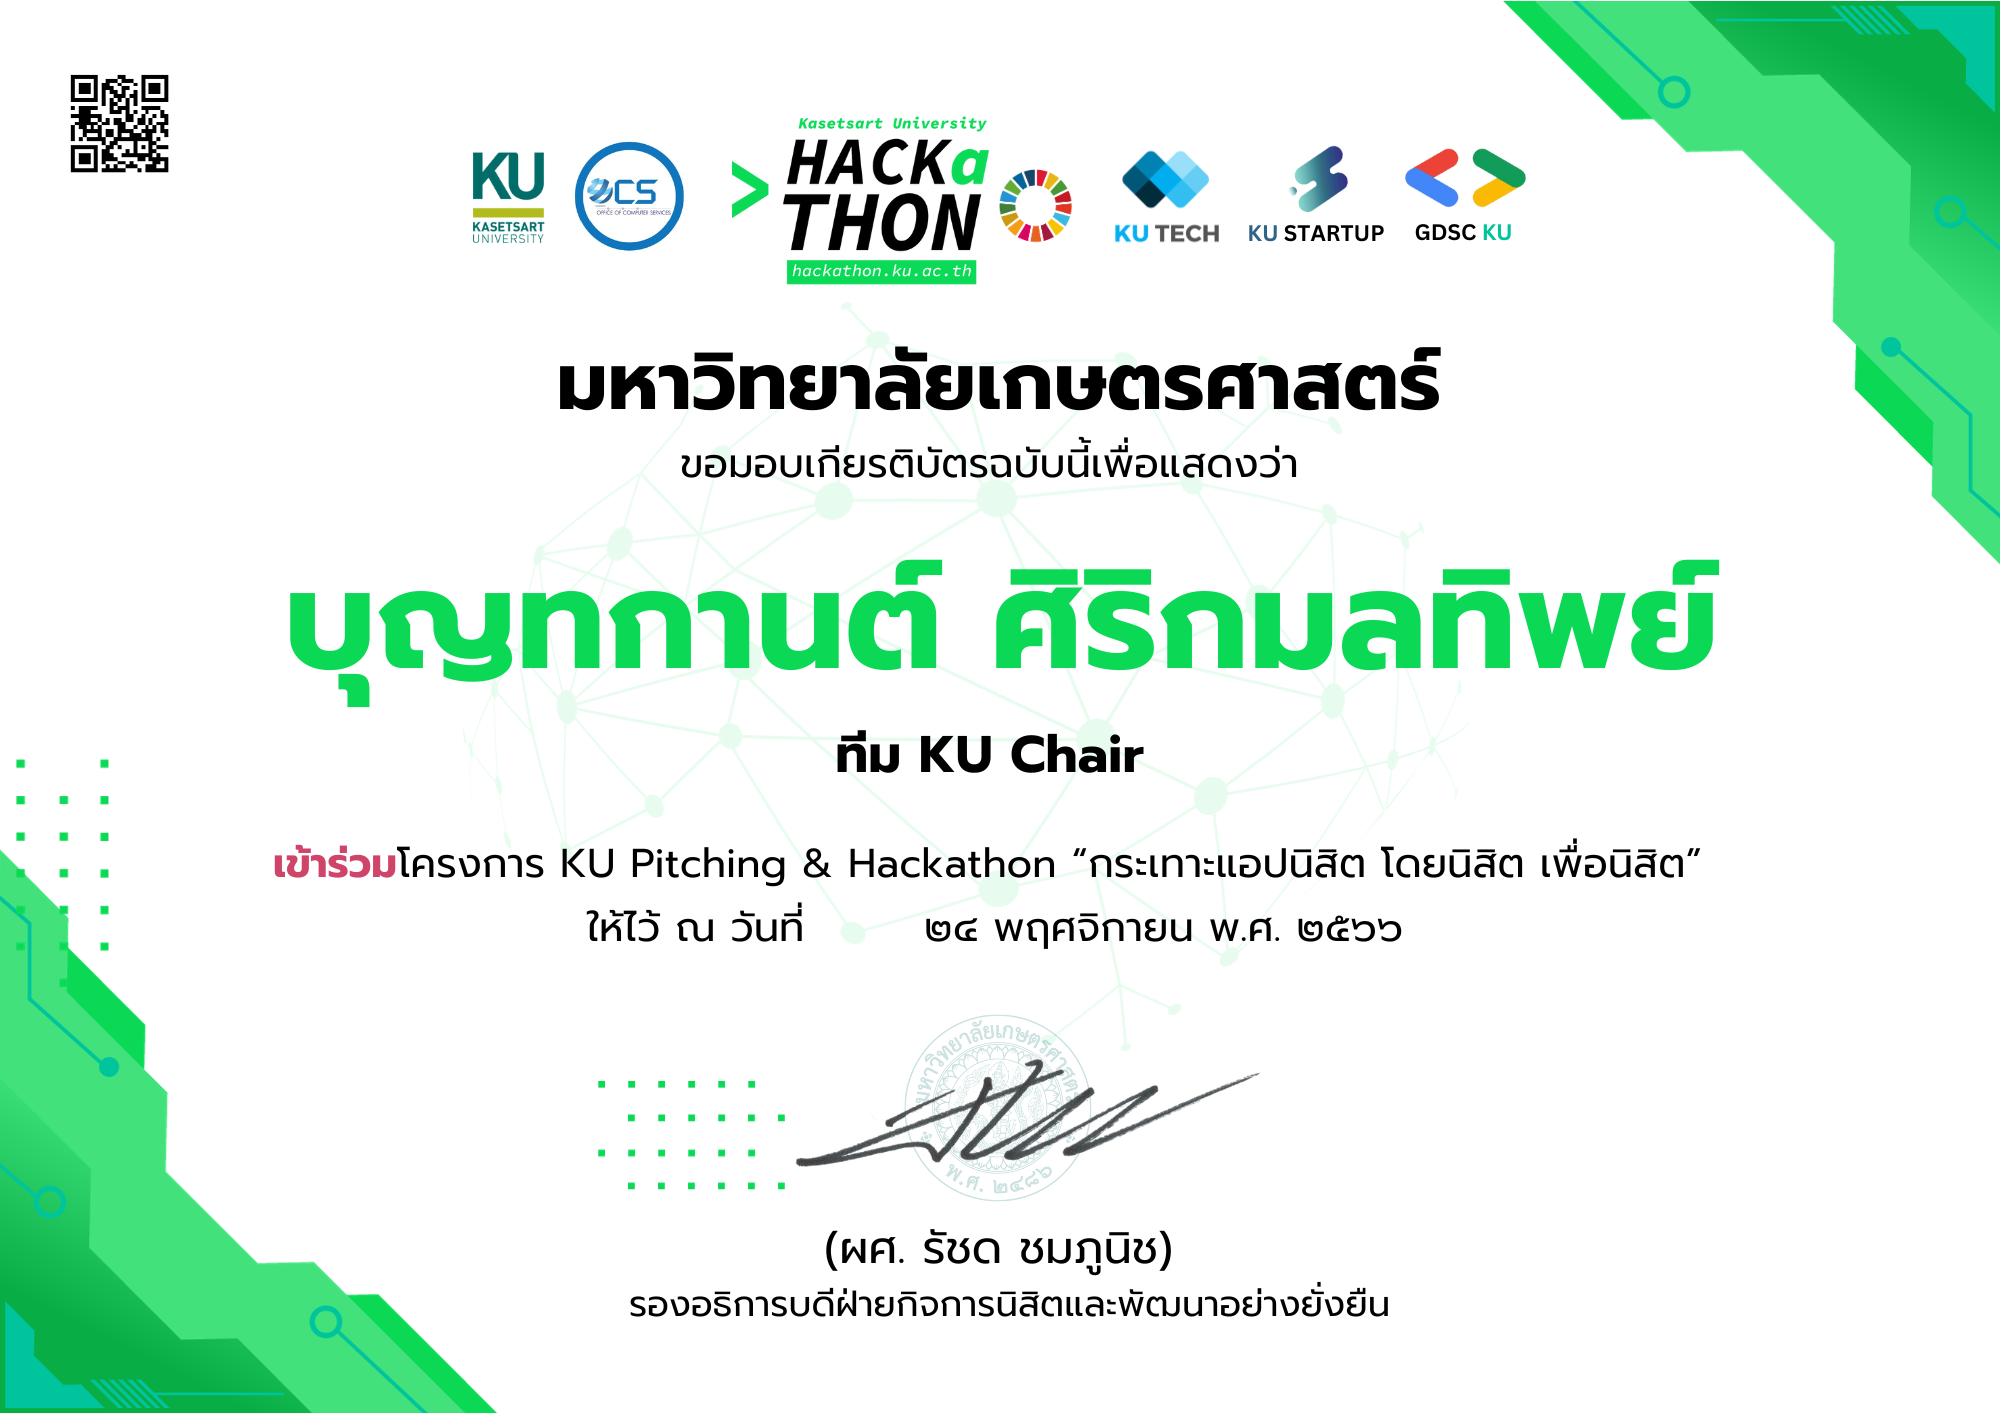 Kasetsart University
KU
KASETSART
UNIVERSITY
OCS
OFFICE OF COMPUTER SERVICES
>
HACKa
THON
hackathon.ku.ac.th
KU TECH
KU STARTUP
GDSC KU
มหาวิทยาลัยเกษตรศาสตร์
ขอมอบเกียรติบัตรฉบับนี้เพื่อแสดงว่า
บุญทกานต์ ศิริกมลทิพย์
ทีม KU Chair
เข้าร่วมโครงการ KU Pitching & Hackathon “กระเทาะแอปนิสิต โดยนิสิต เพื่อนิสิต”
ให้ไว้ ณ วันที่ ๒๔ พฤศจิกายน พ.ศ. ๒๕๖๖
มหาวิทยาลัยเกษตรศาสตร์
พ.ศ. ๒๔๘๖
(ผศ. รัชด ชมภูนิช)
รองอธิการบดีฝ่ายกิจการนิสิตและพัฒนาอย่างยั่งยืน